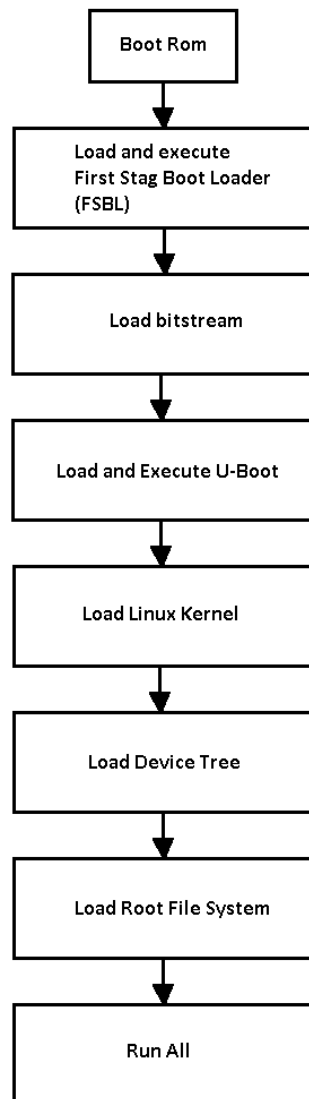 Boot Rom
Load and execute
First Stag Boot Loader
(FSBL)
Load bitstream
Load and Execute U-Boot
Load Linux Kernel
Load Device Tree
Load Root File System
Run All